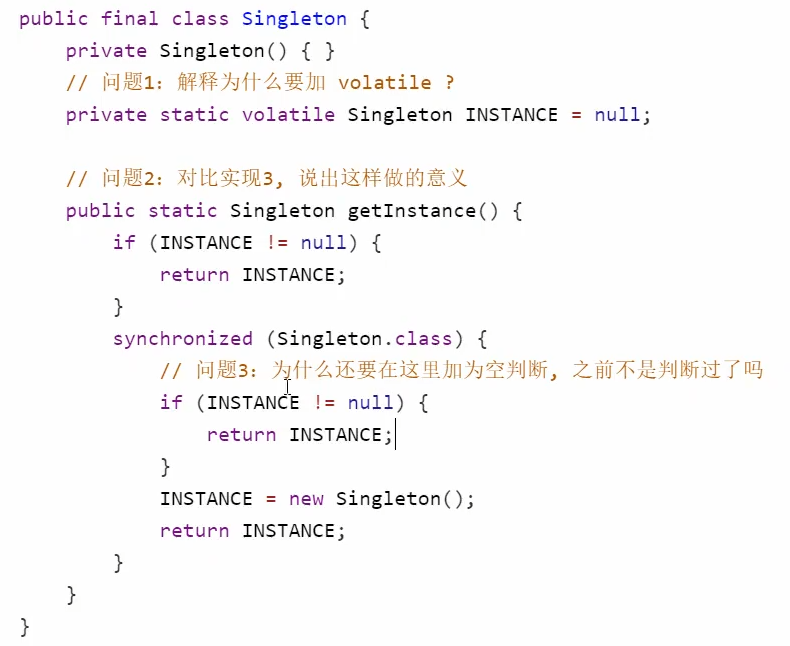 public final class Singleton {
private Singleton() { }
// 问题1：解释为什么要加 volatile ?
private static volatile Singleton INSTANCE = null;
// 问题2：对比实现3, 说出这样做的意义
public static Singleton getInstance() {
if (INSTANCE != null) {
return INSTANCE;
}
synchronized (Singleton.class) {
// 问题3：为什么还要在这里加为空判断, 之前不是判断过了吗
if (INSTANCE != null) {
return INSTANCE;
}
INSTANCE = new Singleton();
return INSTANCE;
}
}
}